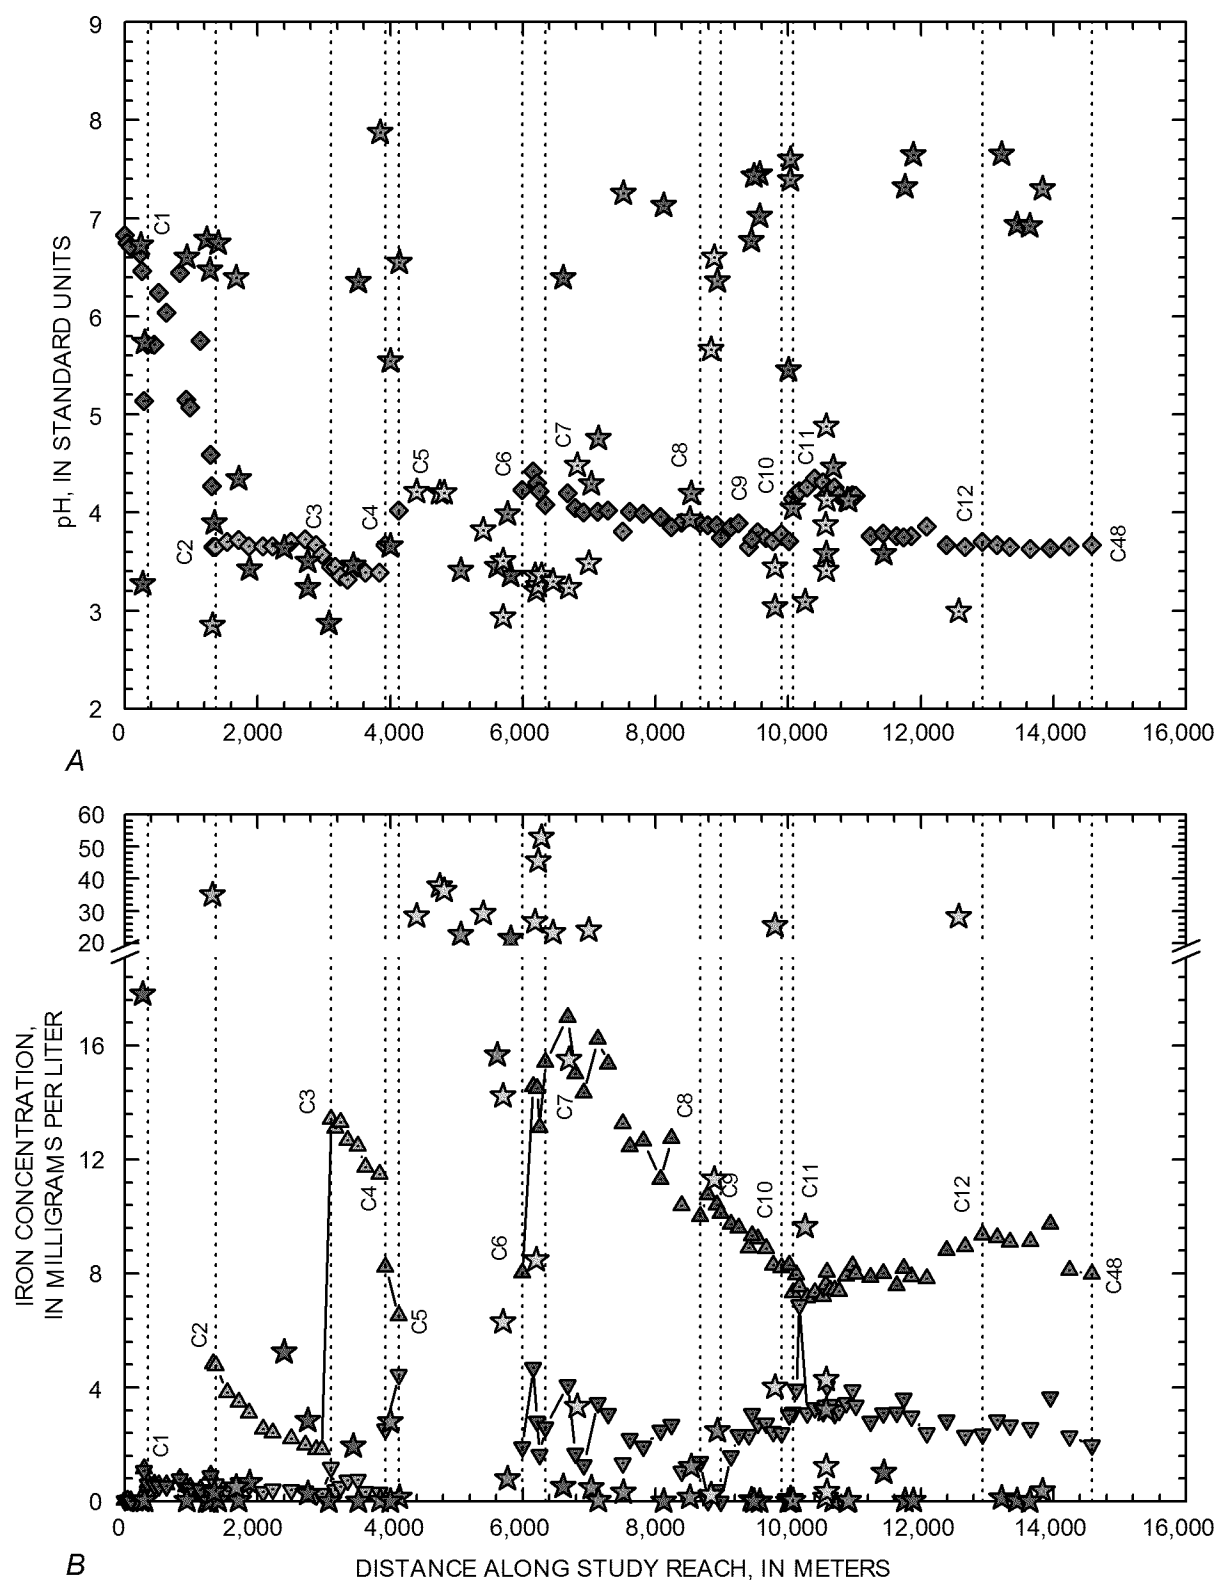 9
8
7
6
5
4
3
2
pH, IN STANDARD UNITS
C1
C2
C3
C4
C5
C6
C7
C8
C9
C10
C11
C12
C48
0 2,000 4,000 6,000 8,000 10,000 12,000 14,000 16,000
A
60
50
40
30
20
16
12
8
4
0
IRON CONCENTRATION,
IN MILLIGRAMS PER LITER
C1
C2
C3
C4
C5
C6
C7
C8
C9
C10
C11
C12
C48
0 2,000 4,000 6,000 8,000 10,000 12,000 14,000 16,000
B
DISTANCE ALONG STUDY REACH, IN METERS